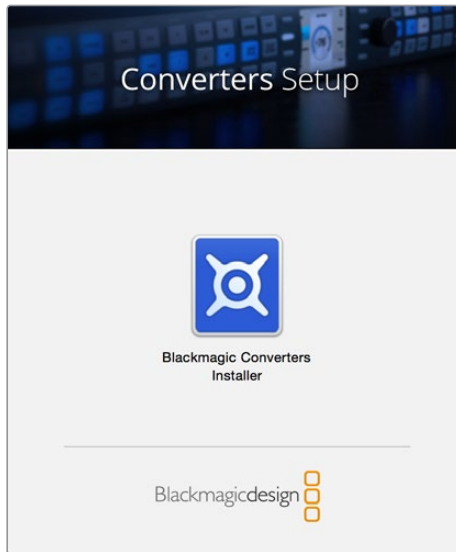 Converters Setup
Blackmagic Converters
Installer
Blackmagicdesign